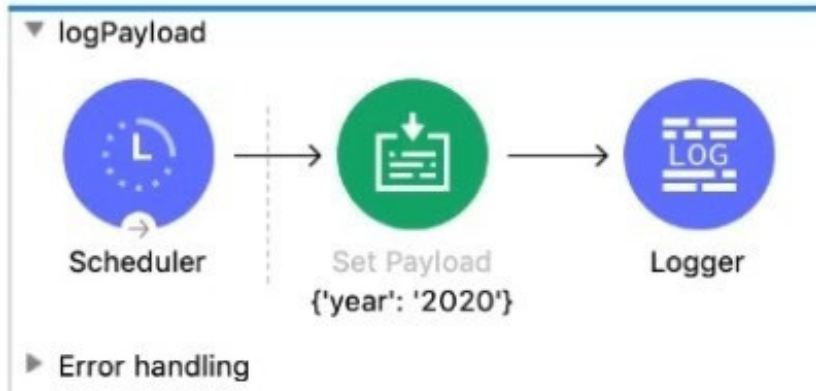 logPayload
LOG
Scheduler
Set Payload
Logger
{'year': '2020'}
Error handling